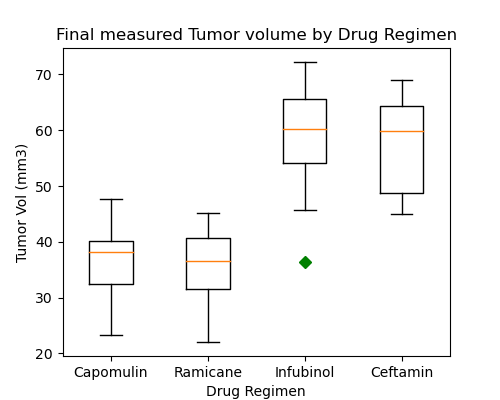 Final measured Tumor volume by Drug Regimen
70
60
50
40
30
20
Tumor Vol (mm3)
Capomulin Ramicane Infubinol Ceftamin
Drug Regimen